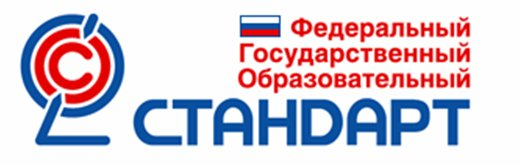 Федеральный
Государственный
Образовательный
СТАНДАРТ